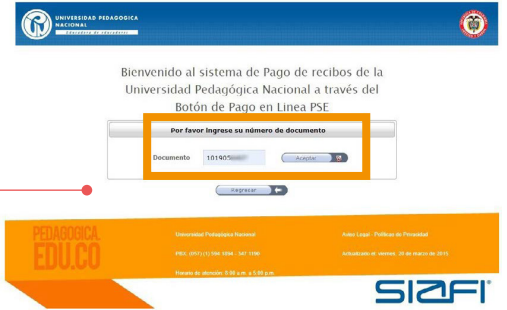 UNIVERSIDAD PEDAGOGICA
NACIONAL
Educadora de educadores
Bienvenido al sistema de Pago de recibos de la
Universidad Pedagógica Nacional a través del
Botón de Pago en Linea PSE
Por favor ingrese su número de documento
Documento 101905 Aceptar
Regresar
PEDAGOGICA.
EDU.CO
Universidad Pedagógica Nacional
Aviso Legal - Políticas de Privacidad
PBX: (057) (1) 594 1894 - 347 1190
Actualizado el: viernes, 20 de marzo de 2015
Horario de atención: 8:00 a.m. a 5:00 p.m.
SIAFI